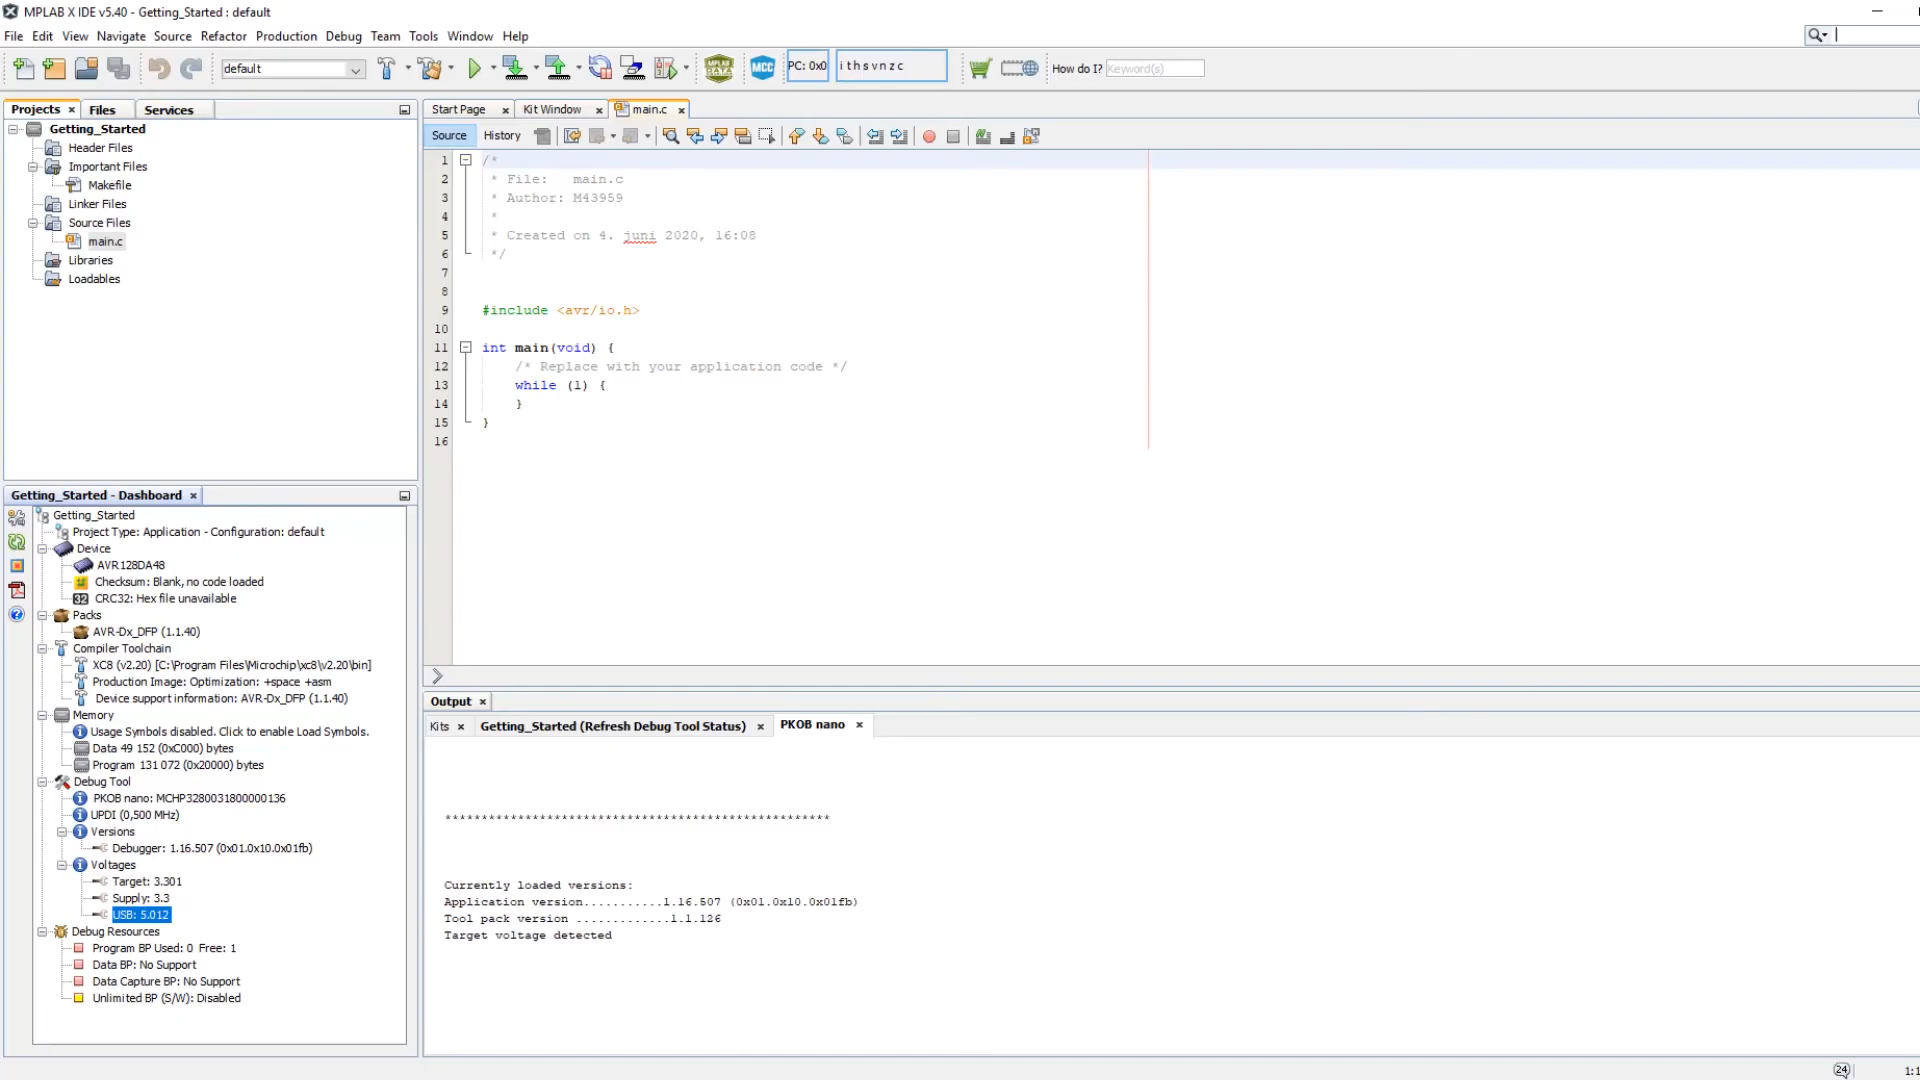 MPLAB X IDE v5.40 - Getting_Started : default
File Edit View Navigate Source Refactor Production Debug Team Tools Window Help
default
PC: 0x0
i t h s v n z c
How do I? Keyword(s)
MCC
Projects Files Services
Getting_Started
Header Files
Important Files
Makefile
Linker Files
Source Files
main.c
Libraries
Loadables
Start Page Kit Window main.c
Source History
1 /*
2 * File:   main.c
3 * Author: M43959
4 *
5 * Created on 4. juni 2020, 16:08
6 */
7
8
9 #include <avr/io.h>
10
11 int main(void) {
12 /* Replace with your application code */
13 while (1) {
14 }
15 }
16
Getting_Started - Dashboard
Getting_Started
Project Type: Application - Configuration: default
Device
AVR128DA48
Checksum: Blank, no code loaded
32 CRC32: Hex file unavailable
Packs
AVR-Dx_DFP (1.1.40)
Compiler Toolchain
XC8 (v2.20) [C:\Program Files\Microchip\xc8\v2.20\bin]
Production Image: Optimization: +space +asm
Device support information: AVR-Dx_DFP (1.1.40)
Memory
Usage Symbols disabled. Click to enable Load Symbols.
Data 49 152 (0xC000) bytes
Program 131 072 (0x20000) bytes
Debug Tool
PKOB nano: MCHP3280031800000136
UPDI (0,500 MHz)
Versions
Debugger: 1.16.507 (0x01.0x10.0x01fb)
Voltages
Target: 3.301
Supply: 3.3
USB: 5.012
Debug Resources
Program BP Used: 0 Free: 1
Data BP: No Support
Data Capture BP: No Support
Unlimited BP (S/W): Disabled
Output
Kits Getting_Started (Refresh Debug Tool Status) PKOB nano
*****************************************************
Currently loaded versions:
Application version...........1.16.507 (0x01.0x10.0x01fb)
Tool pack version .............1.1.126
Target voltage detected
24
1:1